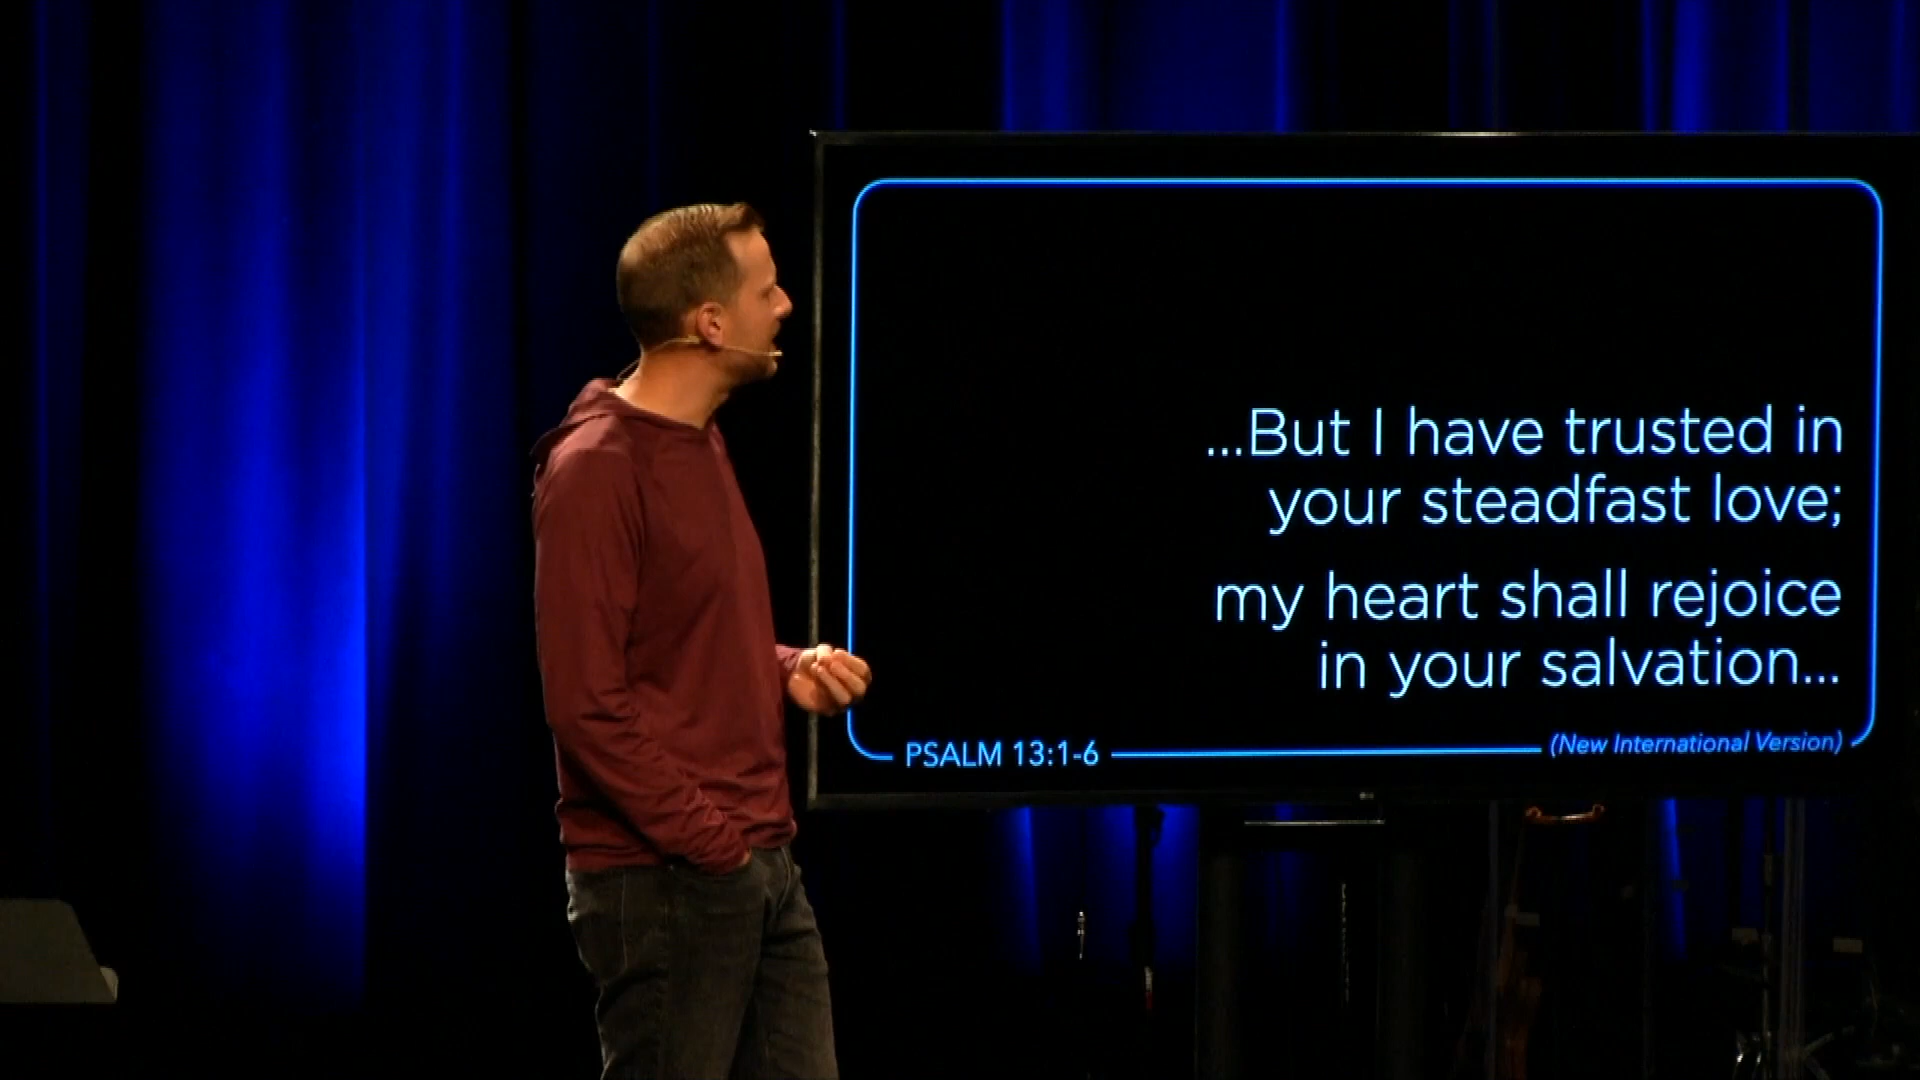 ...But I have trusted in
your steadfast love;
my heart shall rejoice
in your salvation...
PSALM 13:1-6
(New International Version)